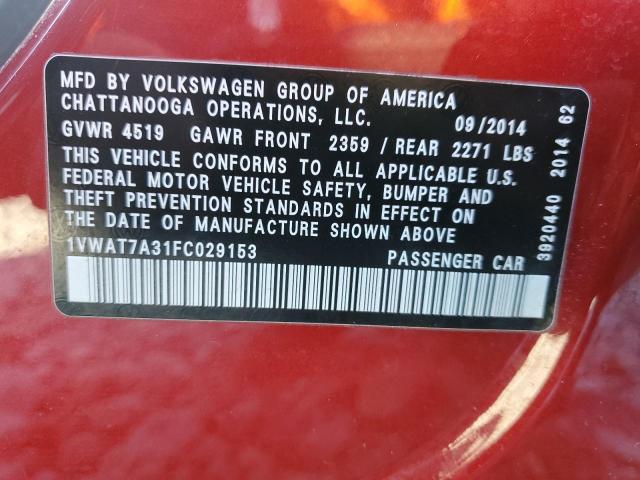 MFD BY VOLKSWAGEN GROUP OF AMERICA
CHATTANOOGA OPERATIONS, LLC. 09/2014
GVWR 4519 GAWR FRONT 2359 / REAR 2271 LBS
THIS VEHICLE CONFORMS TO ALL APPLICABLE U.S.
FEDERAL MOTOR VEHICLE SAFETY, BUMPER AND
THEFT PREVENTION STANDARDS IN EFFECT ON
THE DATE OF MANUFACTURE SHOWN ABOVE
1VWAT7A31FC029153 PASSENGER CAR
3920440 2014 62